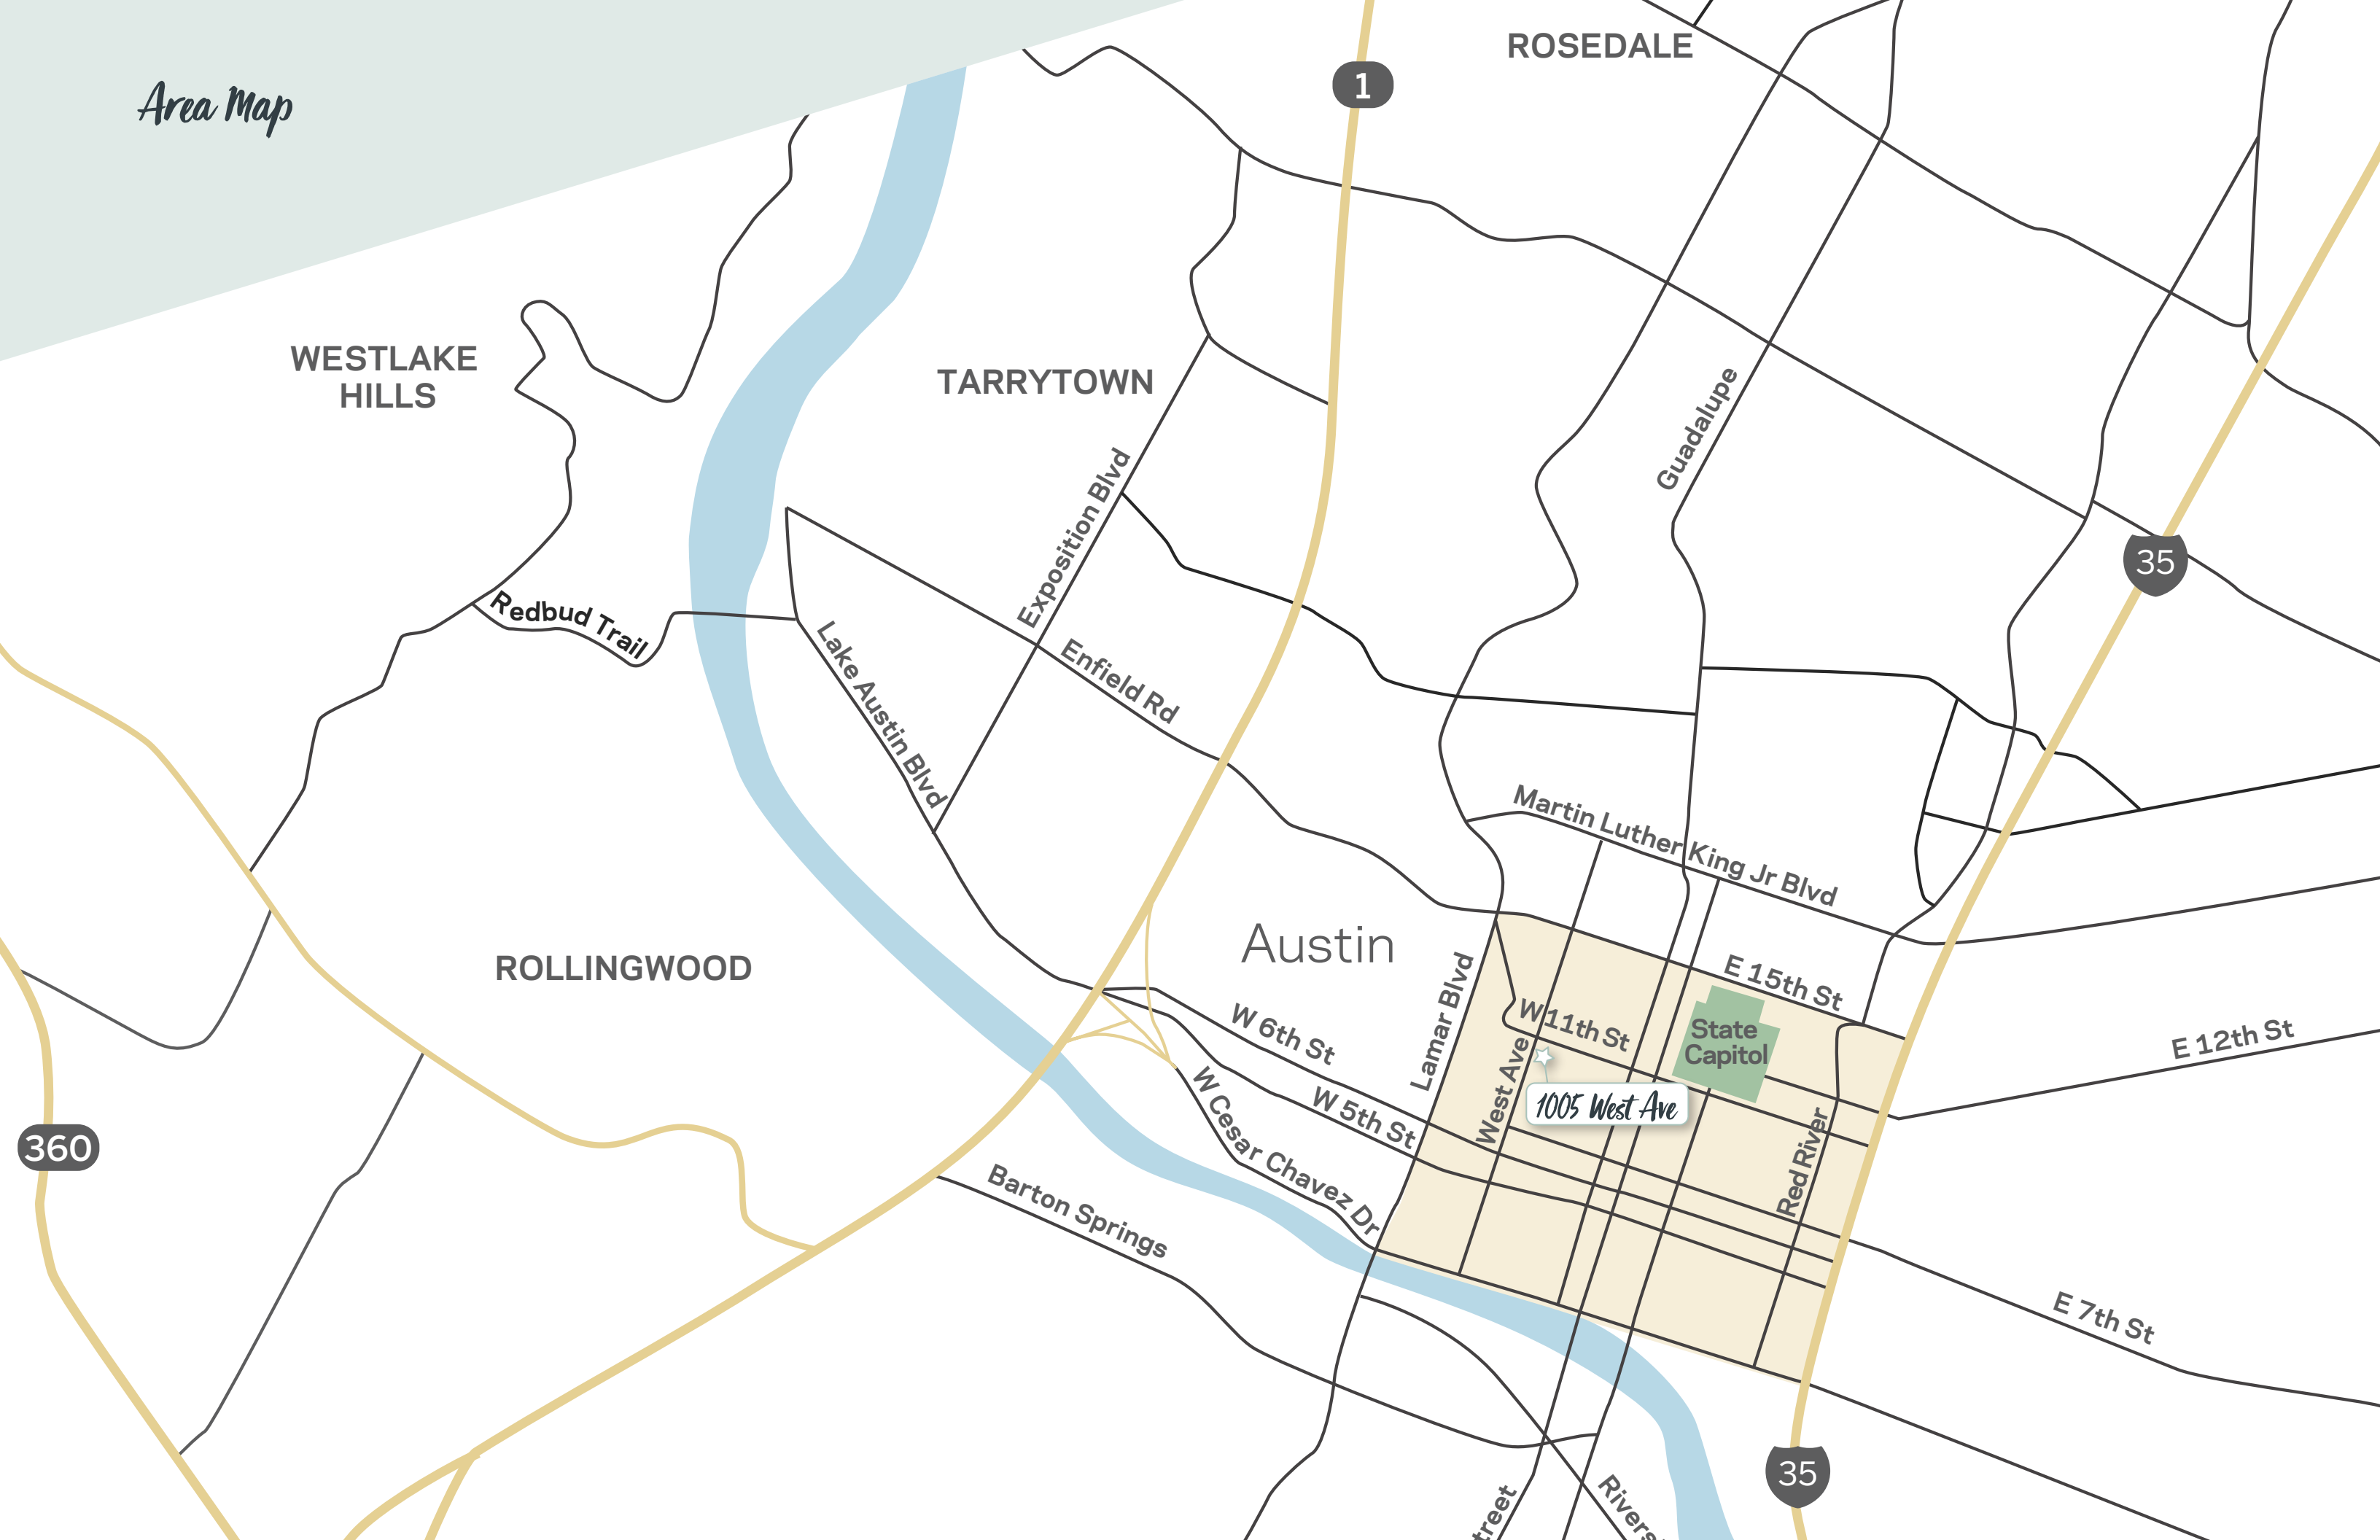 Area Map
ROSEDALE
1
WESTLAKE
HILLS
TARRYTOWN
Guadalupe
Exposition Blvd
35
Redbud Trail
Lake Austin Blvd
Enfield Rd
Martin Luther King Jr Blvd
Austin
ROLLINGWOOD
Lamar Blvd
E 15th St
W 11th St
State
Capitol
W 6th St
E 12th St
West Ave
1005 West Ave
W 5th St
W Cesar Chavez Dr
Red River
360
Barton Springs
E 7th St
35
treet
Rivers